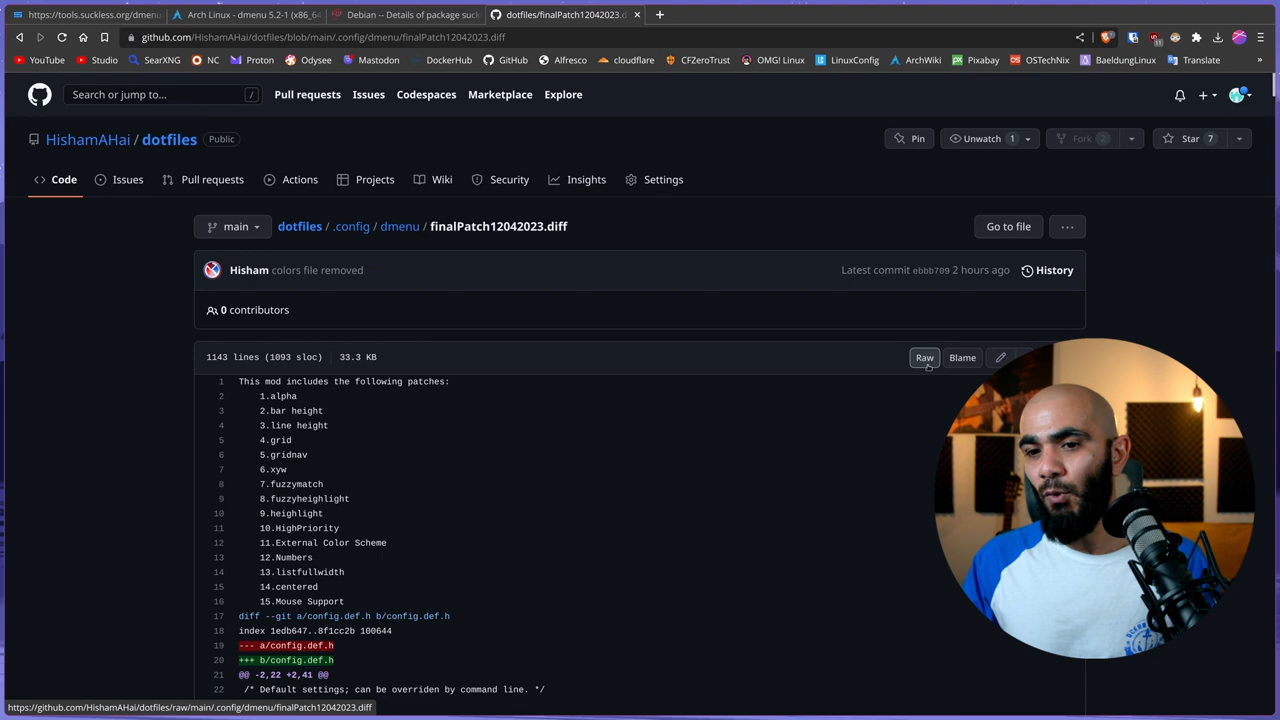 https://tools.suckless.org/dmenu
Arch Linux - dmenu 5.2-1 (x86_64
Debian -- Details of package suck
dotfiles/finalPatch12042023.d
github.com/HishamAHai/dotfiles/blob/main/.config/dmenu/finalPatch12042023.diff
YouTube
Studio
SearXNG
NC
Proton
Odysee
Mastodon
DockerHub
GitHub
Alfresco
cloudflare
CFZeroTrust
OMG! Linux
LinuxConfig
ArchWiki
Pixabay
OSTechNix
BaeldungLinux
Translate
»
Search or jump to...
/
Pull requests
Issues
Codespaces
Marketplace
Explore
HishamAHai / dotfiles
Public
Pin
Unwatch 1
Fork 2
Star 7
<> Code
Issues
Pull requests
Actions
Projects
Wiki
Security
Insights
Settings
main
dotfiles / .config / dmenu / finalPatch12042023.diff
Go to file
...
Hisham colors file removed
Latest commit ebbb709 2 hours ago
History
0 contributors
1143 lines (1093 sloc) | 33.3 KB
Raw
Blame
1 This mod includes the following patches:
2 1.alpha
3 2.bar height
4 3.line height
5 4.grid
6 5.gridnav
7 6.xyw
8 7.fuzzymatch
9 8.fuzzyheighlight
10 9.heighlight
11 10.HighPriority
12 11.External Color Scheme
13 12.Numbers
14 13.listfullwidth
15 14.centered
16 15.Mouse Support
17 diff --git a/config.def.h b/config.def.h
18 index 1edb647..8f1cc2b 100644
19 --- a/config.def.h
20 +++ b/config.def.h
21 @@ -2,22 +2,41 @@
22 /* Default settings; can be overriden by command line. */
https://github.com/HishamAHai/dotfiles/raw/main/.config/dmenu/finalPatch12042023.diff